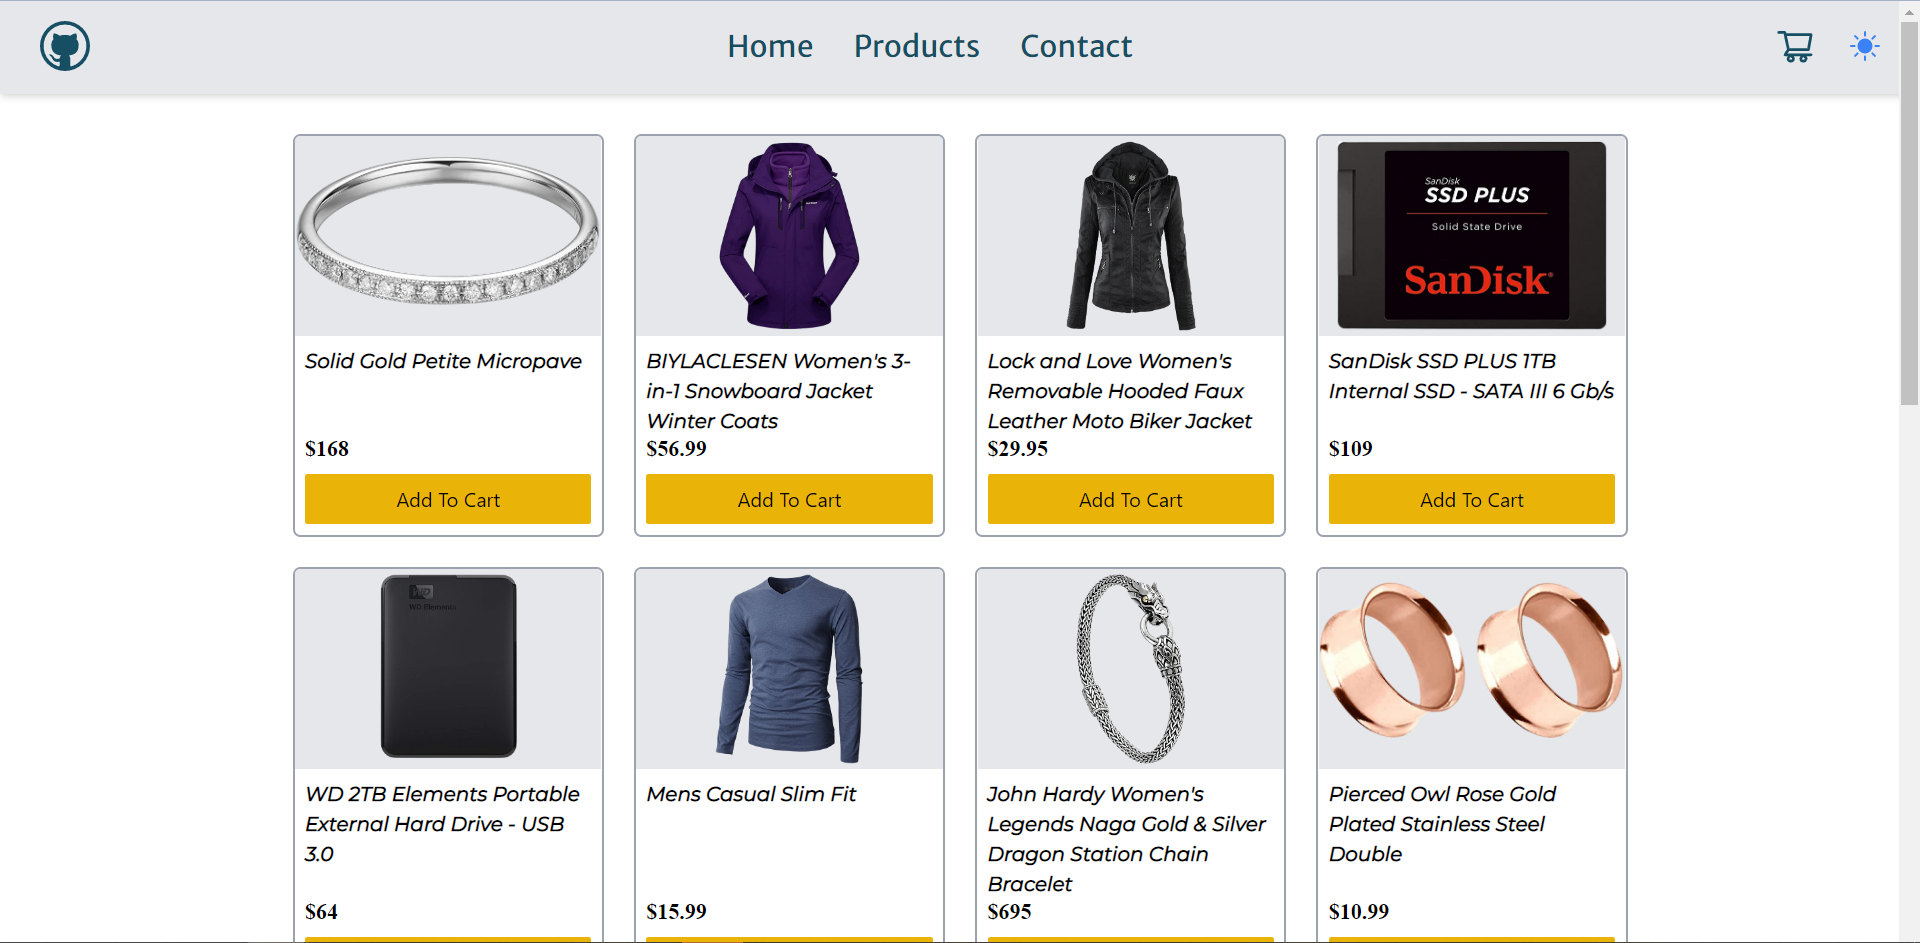 Home Products Contact
SanDisk
SSD PLUS
Solid State Drive
SanDisk
Solid Gold Petite Micropave
$168
Add To Cart
BIYLACLESEN Women's 3-
in-1 Snowboard Jacket
Winter Coats
$56.99
Add To Cart
Lock and Love Women's
Removable Hooded Faux
Leather Moto Biker Jacket
$29.95
Add To Cart
SanDisk SSD PLUS 1TB
Internal SSD - SATA III 6 Gb/s
$109
Add To Cart
WD
WD Elements
WD 2TB Elements Portable
External Hard Drive - USB
3.0
$64
Mens Casual Slim Fit
$15.99
John Hardy Women's
Legends Naga Gold & Silver
Dragon Station Chain
Bracelet
$695
Pierced Owl Rose Gold
Plated Stainless Steel
Double
$10.99